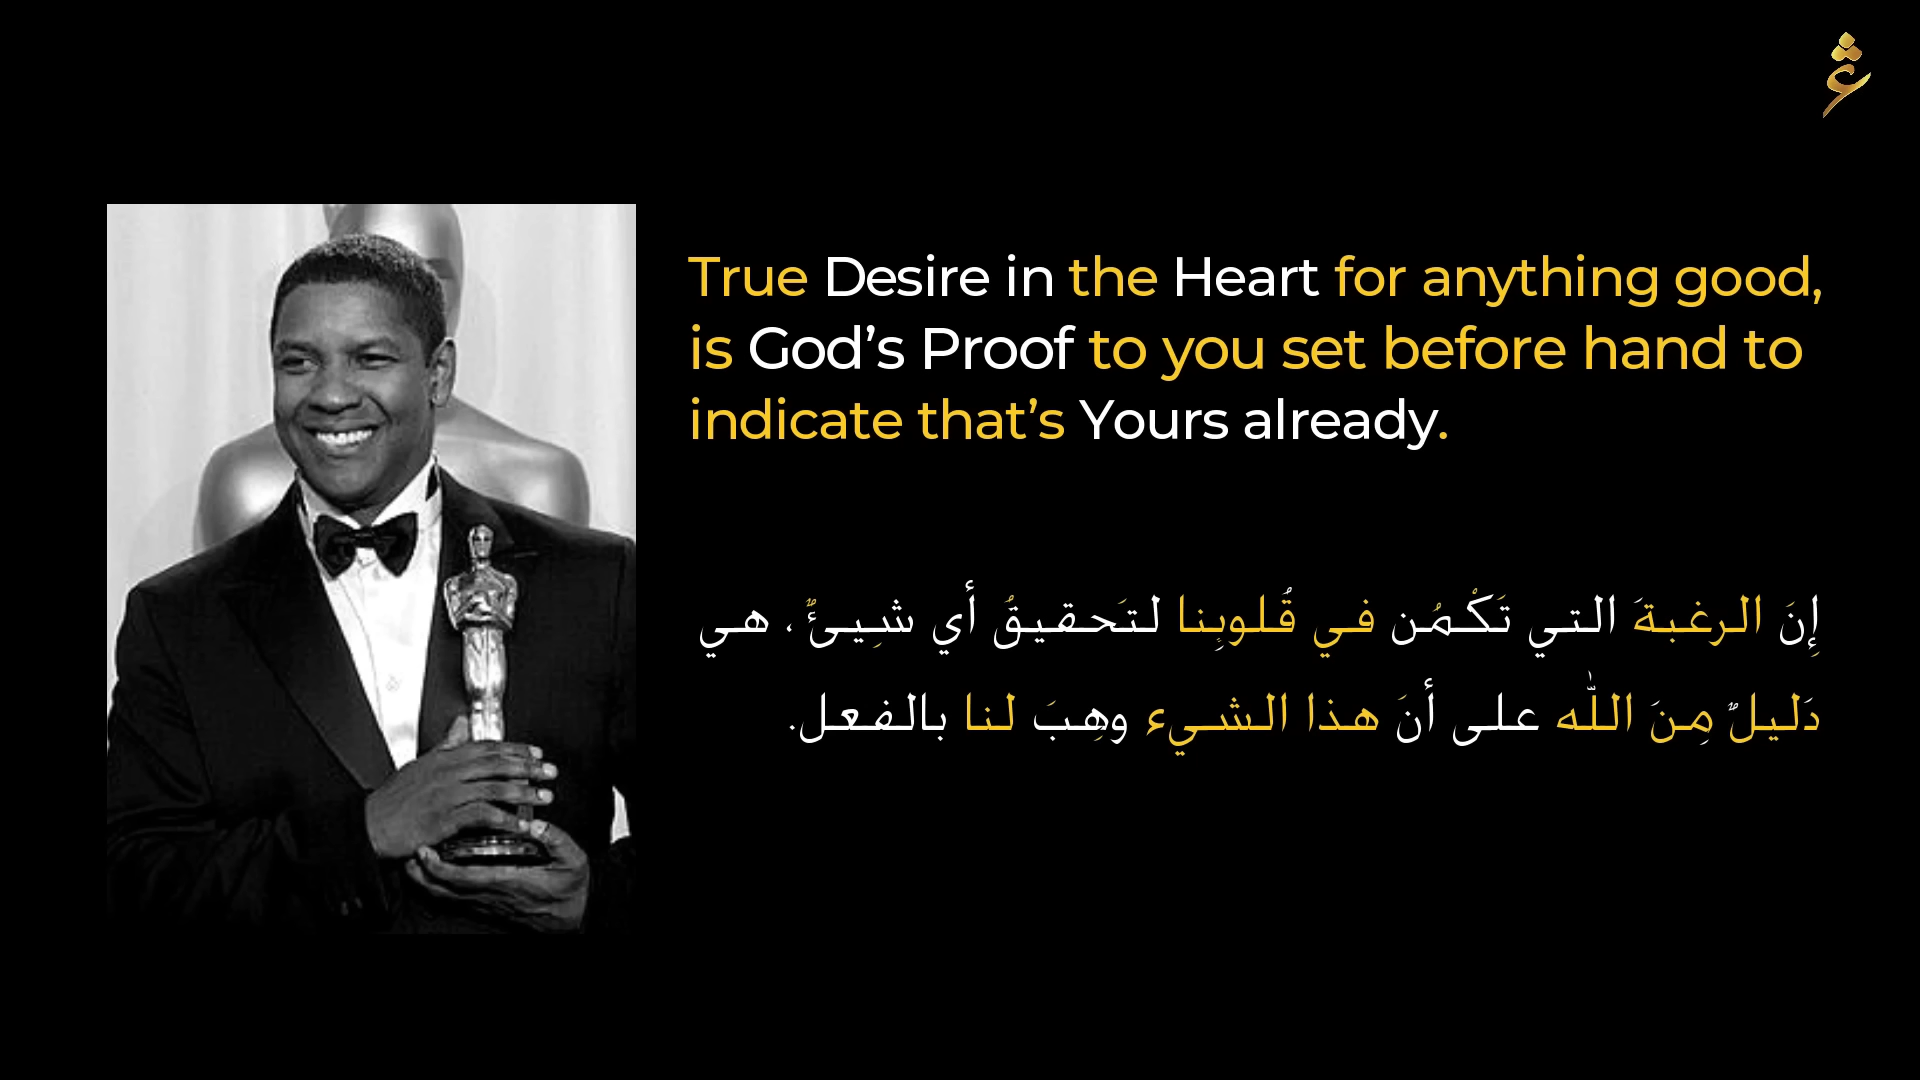 True Desire in the Heart for anything good,
is God’s Proof to you set before hand to
indicate that’s Yours already.
إِنَ الرغبةَ التي تَكْمُن في قُلوبِنا لتَحقيقُ أي شِيئٌ، هي
دَليلٌ مِنَ اللّٰه على أنَ هذا الشيء وهِبَ لنا بالفعل.